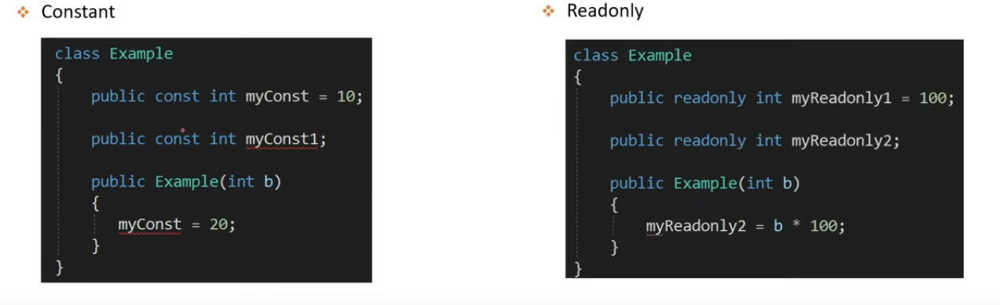 Constant
class Example
{
public const int myConst = 10;
public const int myConst1;
public Example(int b)
{
myConst = 20;
}
}
Readonly
class Example
{
public readonly int myReadonly1 = 100;
public readonly int myReadonly2;
public Example(int b)
{
myReadonly2 = b * 100;
}
}